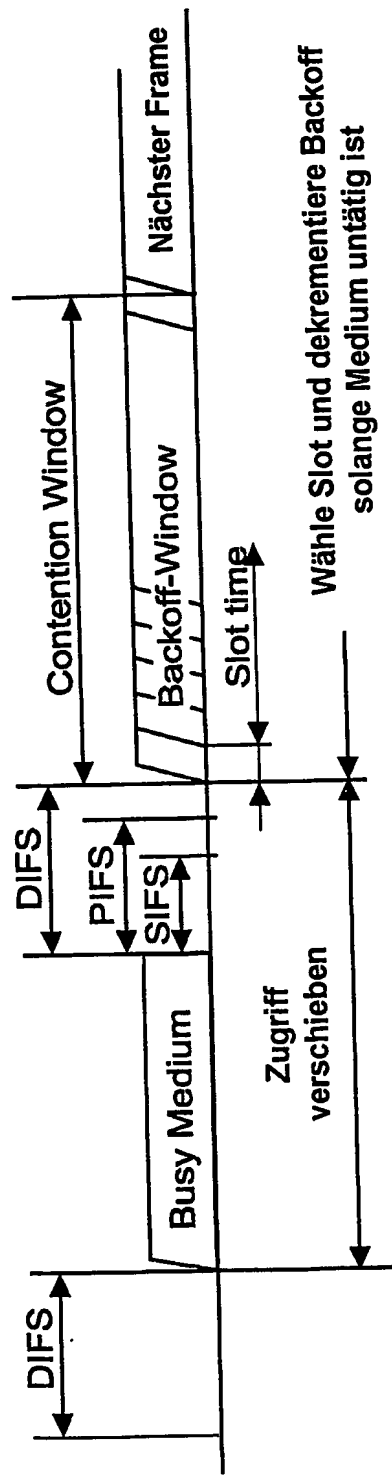 DIFS
Busy Medium
DIFS
PIFS
SIFS
Contention Window
Backoff-Window
Nächster Frame
Slot time
Zugriff
verschieben
Wähle Slot und dekrementiere Backoff
solange Medium untätig ist